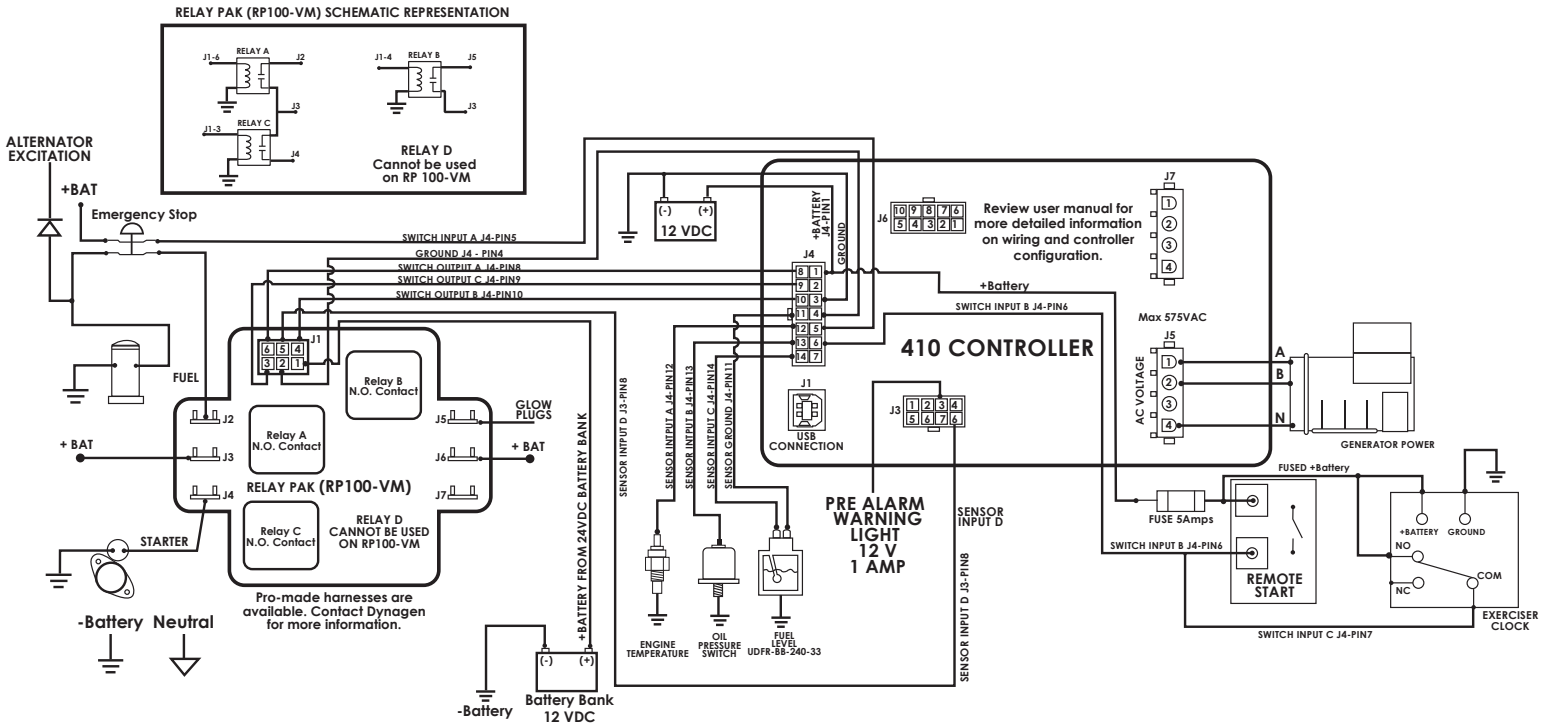 RELAY PAK (RP100-VM) SCHEMATIC REPRESENTATION
J1-6
RELAY A
J2
J3
J1-3
RELAY C
J4
J1-4
RELAY B
J5
J3
RELAY D
Cannot be used
on RP 100-VM
ALTERNATOR
EXCITATION
+BAT
Emergency Stop
SWITCH INPUT A J4-PIN5
GROUND J4 - PIN4
SWITCH OUTPUT A J4-PIN8
SWITCH OUTPUT C J4-PIN9
SWITCH OUTPUT B J4-PIN10
J1
6 5 4
3 2 1
FUEL
Relay B
N.O. Contact
Relay A
N.O. Contact
J2
J3
J4
J5
J6
J7
GLOW
PLUGS
+ BAT
+ BAT
RELAY PAK (RP100-VM)
Relay C
N.O. Contact
RELAY D
CANNOT BE USED
ON RP100-VM
STARTER
Pro-made harnesses are
available. Contact Dynagen
for more information.
-Battery
Neutral
+BATTERY FROM 24VDC BATTERY BANK
SENSOR INTPUT D J3-PIN8
(-) (+)
-Battery
Battery Bank
12 VDC
(-) (+)
12 VDC
+BATTERY
J4-PIN1
GROUND
J4
8 1
9 2
10 3
11 4
12 5
13 6
14 7
J6
10 9 8 7 6
5 4 3 2 1
Review user manual for
more detailed information
on wiring and controller
configuration.
J7
1
2
3
4
+Battery
SWITCH INPUT B J4-PIN6
410 CONTROLLER
Max 575VAC
J5
AC VOLTAGE
1
2
3
4
A
B
N
GENERATOR POWER
J1
USB
CONNECTION
J3
1 2 3 4
5 6 7 6
SENSOR INTPUT A J4-PIN12
SENSOR INTPUT B J4-PIN13
SENSOR INTPUT C J4-PIN14
SENSOR GROUND J4-PIN11
ENGINE
TEMPERATURE
OIL
PRESSURE
SWITCH
FUEL
LEVEL
UDFR-BB-240-33
PRE ALARM
WARNING
LIGHT
12 V
1 AMP
SENSOR
INPUT D
SENSOR INPUT D J3-PIN8
FUSED +Battery
FUSE 5Amps
SWITCH INPUT B J4-PIN6
REMOTE
START
+BATTERY
GROUND
NO
COM
NC
EXERCISER
CLOCK
SWITCH INPUT C J4-PIN7